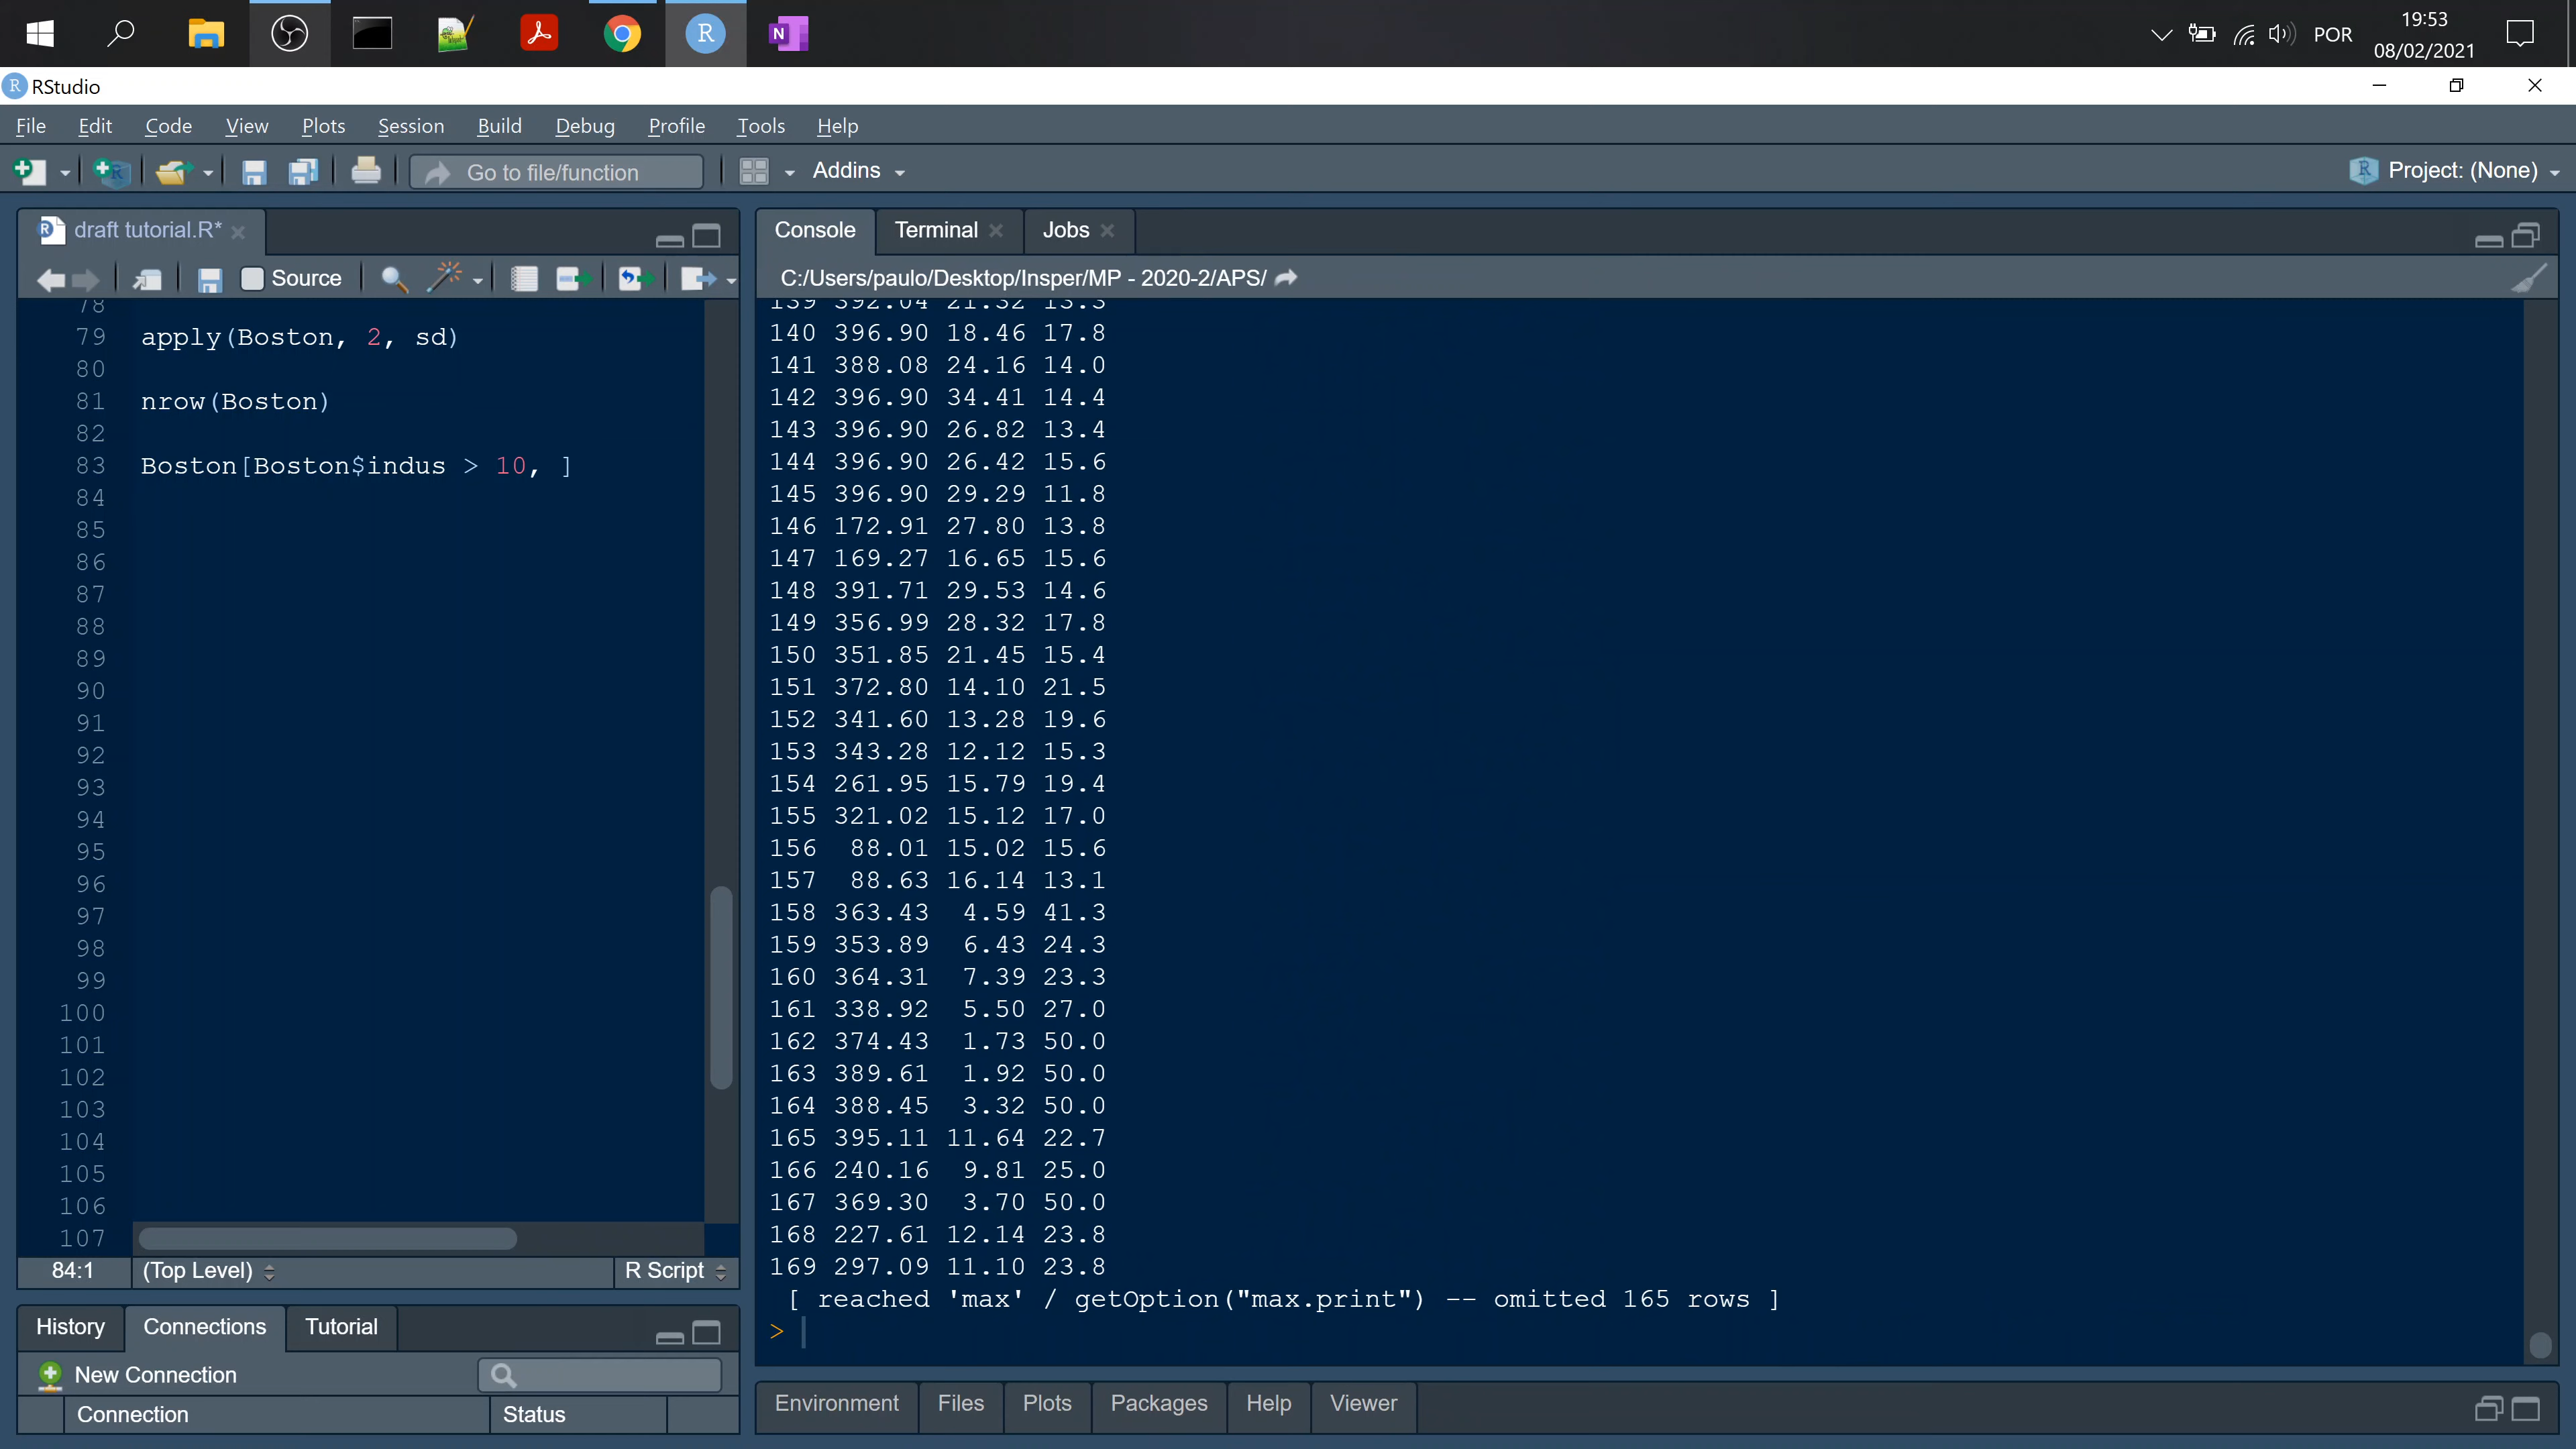 19:53
POR
08/02/2021
RStudio
File Edit Code View Plots Session Build Debug Profile Tools Help
Go to file/function Addins Project: (None)
draft tutorial.R*
Source
78
79 apply(Boston, 2, sd)
80
81 nrow(Boston)
82
83 Boston[Boston$indus > 10, ]
84
85
86
87
88
89
90
91
92
93
94
95
96
97
98
99
100
101
102
103
104
105
106
107
84:1 (Top Level) R Script
History Connections Tutorial
New Connection
Connection Status
Console Terminal Jobs
C:/Users/paulo/Desktop/Insper/MP - 2020-2/APS/
139 392.04 21.32 13.3
140 396.90 18.46 17.8
141 388.08 24.16 14.0
142 396.90 34.41 14.4
143 396.90 26.82 13.4
144 396.90 26.42 15.6
145 396.90 29.29 11.8
146 172.91 27.80 13.8
147 169.27 16.65 15.6
148 391.71 29.53 14.6
149 356.99 28.32 17.8
150 351.85 21.45 15.4
151 372.80 14.10 21.5
152 341.60 13.28 19.6
153 343.28 12.12 15.3
154 261.95 15.79 19.4
155 321.02 15.12 17.0
156 88.01 15.02 15.6
157 88.63 16.14 13.1
158 363.43 4.59 41.3
159 353.89 6.43 24.3
160 364.31 7.39 23.3
161 338.92 5.50 27.0
162 374.43 1.73 50.0
163 389.61 1.92 50.0
164 388.45 3.32 50.0
165 395.11 11.64 22.7
166 240.16 9.81 25.0
167 369.30 3.70 50.0
168 227.61 12.14 23.8
169 297.09 11.10 23.8
[ reached 'max' / getOption("max.print") -- omitted 165 rows ]
>
Environment Files Plots Packages Help Viewer